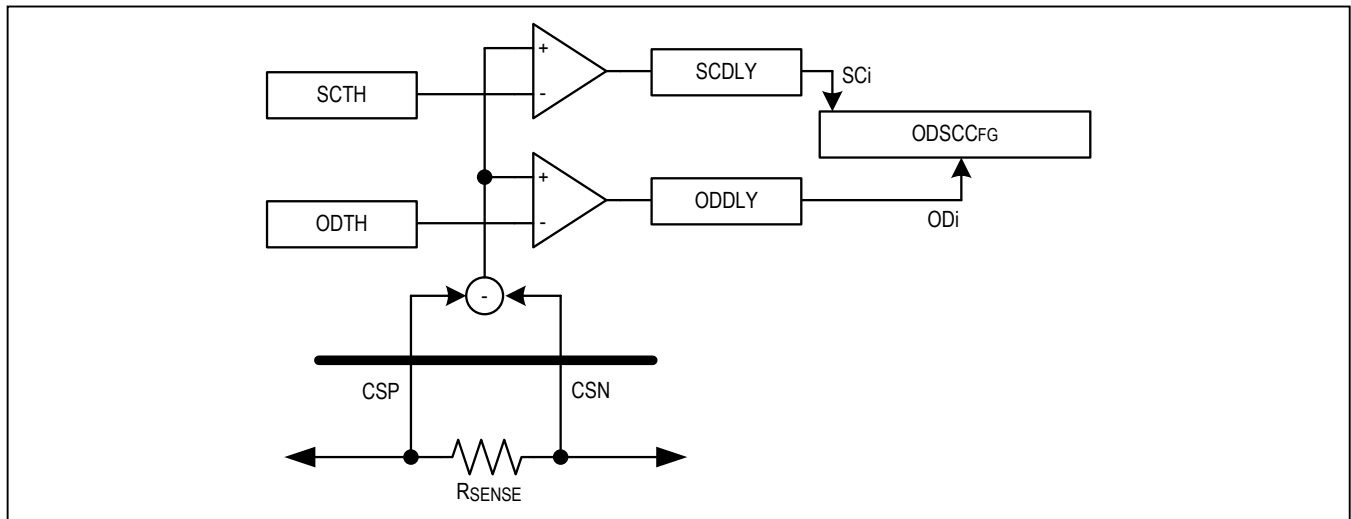 +
SCDLY
SCi
SCTH
-
ODSCCFG
+
ODDLY
ODTH
-
ODi
-
CSP
CSN
RSENSE